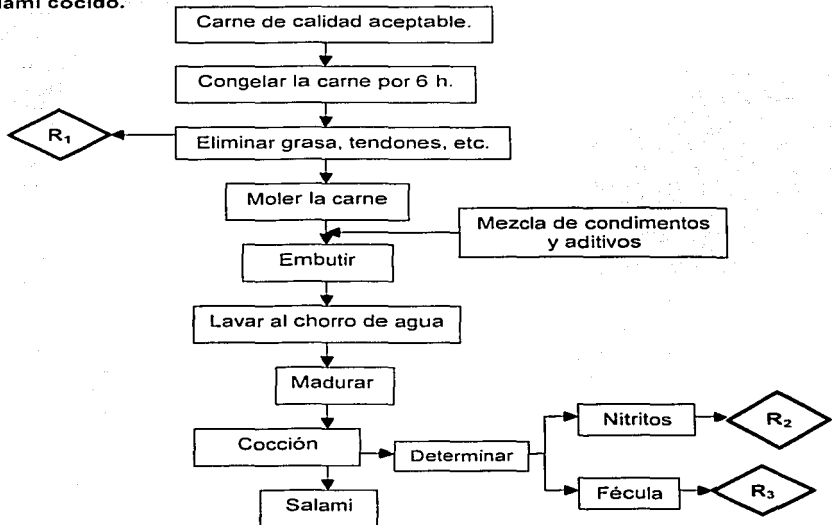 lami cocido.
Carne de calidad aceptable.
Congelar la carne por 6 h.
R₁
Eliminar grasa, tendones, etc.
Moler la carne
Mezcla de condimentos
y aditivos
Embutir
Lavar al chorro de agua
Madurar
Cocción
Determinar
Nitritos
R₂
Fécula
R₃
Salami